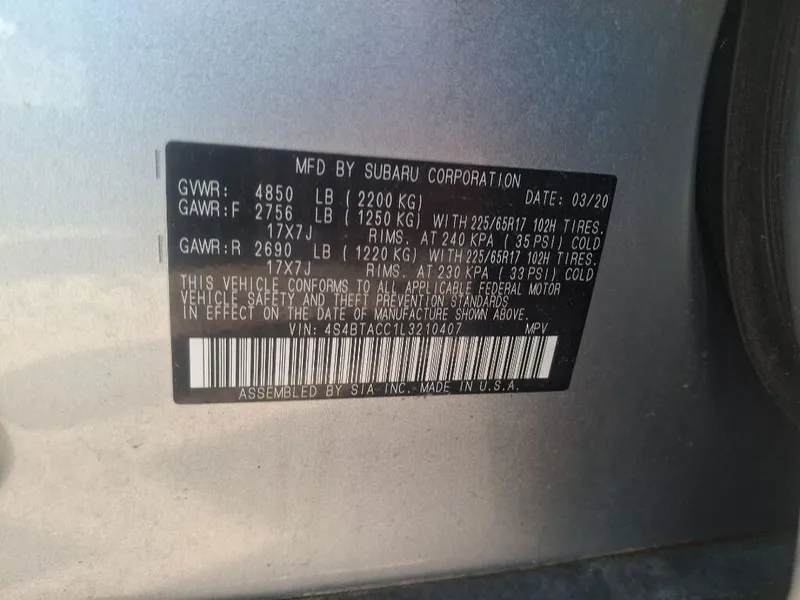 MFD BY SUBARU CORPORATION
GVWR: 4850 LB ( 2200 KG) DATE: 03/20
GAWR:F 2756 LB ( 1250 KG) WITH 225/65R17 102H TIRES.
17X7J RIMS. AT 240 KPA ( 35 PSI) COLD
GAWR:R 2690 LB ( 1220 KG) WITH 225/65R17 102H TIRES.
17X7J RIMS. AT 230 KPA ( 33 PSI) COLD
THIS VEHICLE CONFORMS TO ALL APPLICABLE FEDERAL MOTOR
VEHICLE SAFETY AND THEFT PREVENTION STANDARDS
IN EFFECT ON THE DATE OF MANUFACTURE SHOWN ABOVE.
VIN: 4S4BTACC1L3210407 MPV
ASSEMBLED BY SIA INC. MADE IN U.S.A.